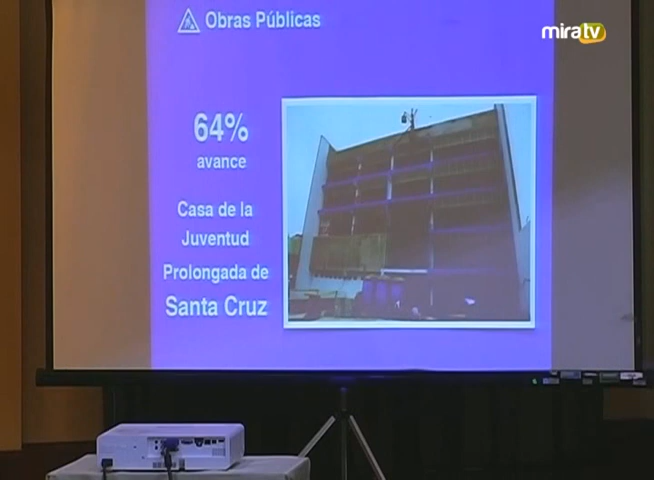 Obras Públicas
miratv
64%
avance
Casa de la
Juventud
Prolongada de
Santa Cruz